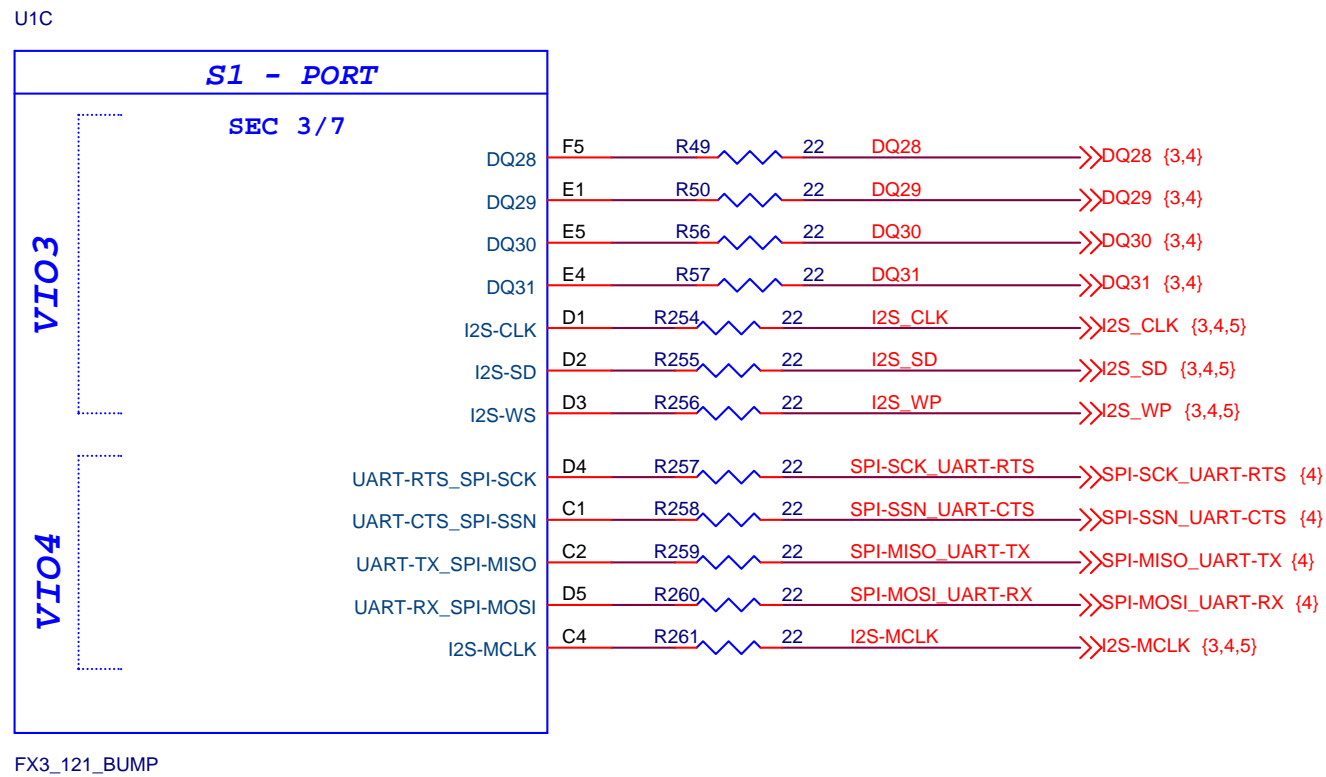 U1C
S1 - PORT
SEC 3/7
VIO3
DQ28 F5 R49 22 DQ28 DQ28 {3,4}
DQ29 E1 R50 22 DQ29 DQ29 {3,4}
DQ30 E5 R56 22 DQ30 DQ30 {3,4}
DQ31 E4 R57 22 DQ31 DQ31 {3,4}
I2S-CLK D1 R254 22 I2S_CLK I2S_CLK {3,4,5}
I2S-SD D2 R255 22 I2S_SD I2S_SD {3,4,5}
I2S-WS D3 R256 22 I2S_WP I2S_WP {3,4,5}
VIO4
UART-RTS_SPI-SCK D4 R257 22 SPI-SCK_UART-RTS SPI-SCK_UART-RTS {4}
UART-CTS_SPI-SSN C1 R258 22 SPI-SSN_UART-CTS SPI-SSN_UART-CTS {4}
UART-TX_SPI-MISO C2 R259 22 SPI-MISO_UART-TX SPI-MISO_UART-TX {4}
UART-RX_SPI-MOSI D5 R260 22 SPI-MOSI_UART-RX SPI-MOSI_UART-RX {4}
I2S-MCLK C4 R261 22 I2S-MCLK I2S-MCLK {3,4,5}
FX3_121_BUMP